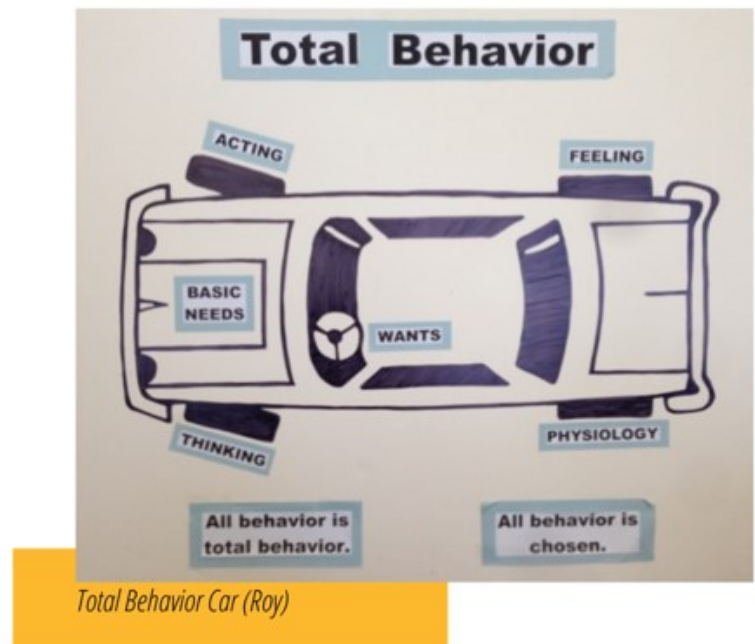 Total Behavior
ACTING
FEELING
BASIC
NEEDS
WANTS
THINKING
PHYSIOLOGY
All behavior is
total behavior.
All behavior is
chosen.
Total Behavior Car (Roy)